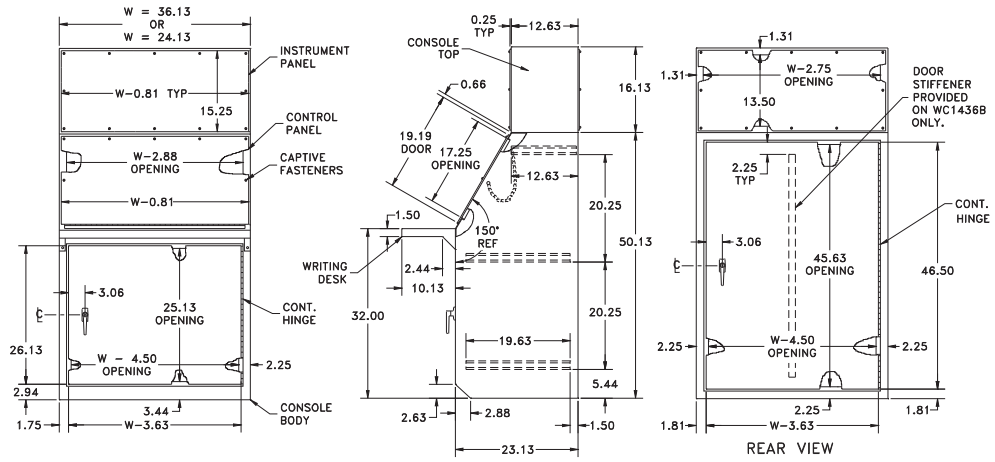 W = 36.13
OR
W = 24.13
INSTRUMENT
PANEL
W-0.81 TYP
15.25
CONTROL
PANEL
W-2.88
OPENING
CAPTIVE
FASTENERS
W-0.81
3.06
25.13
OPENING
CONT.
HINGE
℄
26.13
W - 4.50
OPENING
2.25
2.94
3.44
CONSOLE
BODY
1.75
W-3.63
0.25
TYP
12.63
CONSOLE
TOP
0.66
16.13
19.19
DOOR
17.25
OPENING
12.63
1.50
150°
REF
20.25
50.13
WRITING
DESK
2.44
10.13
32.00
20.25
19.63
5.44
2.63
2.88
1.50
23.13
1.31
1.31
W-2.75
OPENING
13.50
DOOR
STIFFENER
PROVIDED
ON WC1436B
ONLY.
2.25
TYP
CONT.
HINGE
3.06
℄
45.63
OPENING
46.50
W-4.50
OPENING
2.25
2.25
2.25
1.81
1.81
W-3.63
REAR VIEW